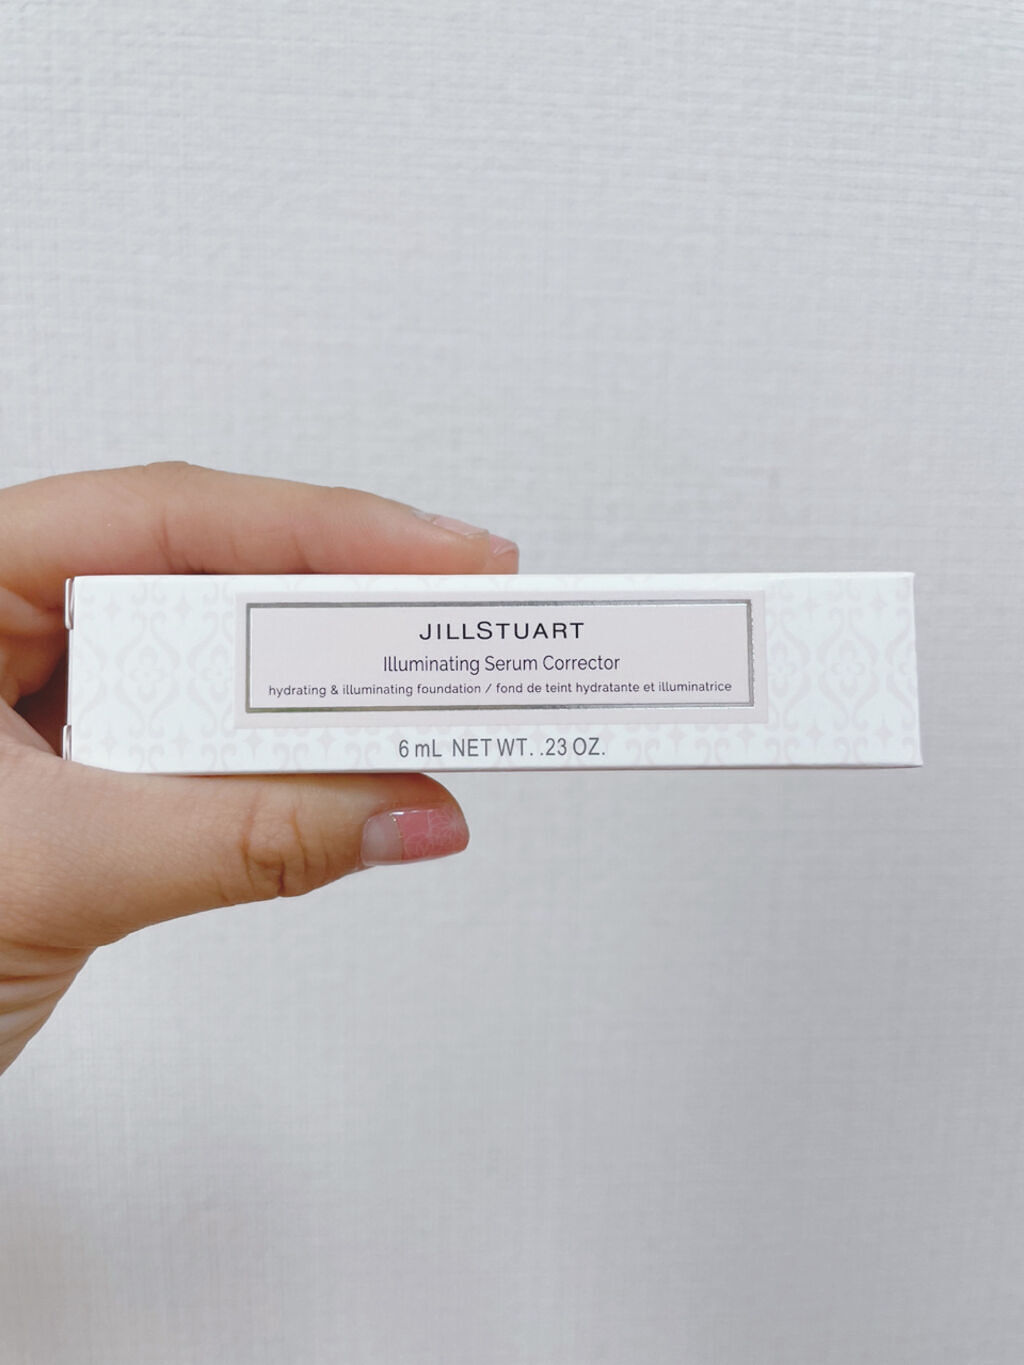 JILLSTUART
Illuminating Serum Corrector
hydrating & illuminating foundation / fond de teint hydratante et illuminatrice
6 mL NET WT. .23 OZ.